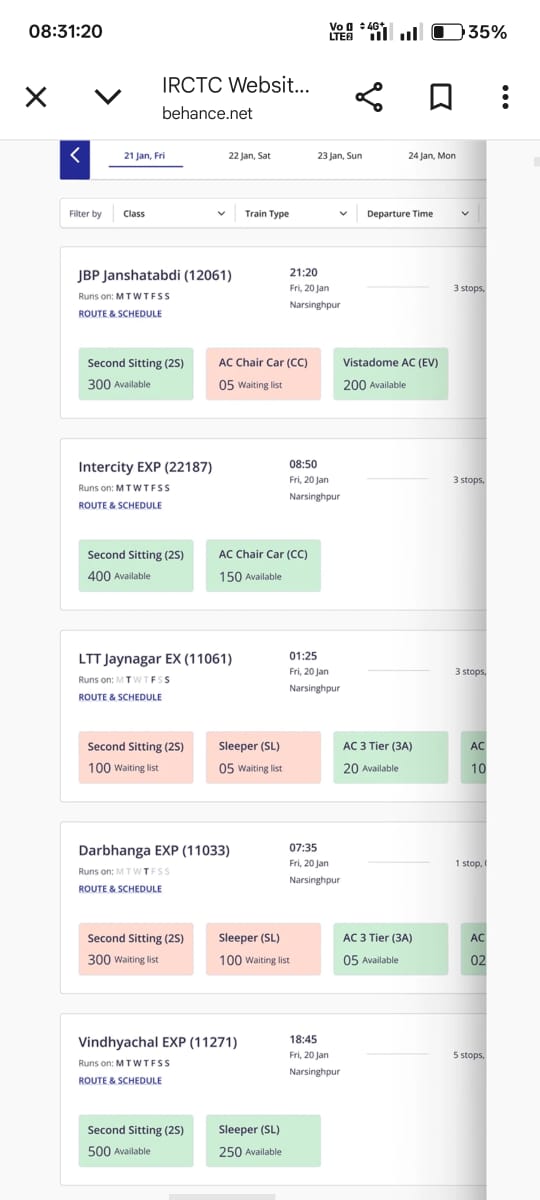 08:31:20
Vo LTE 4G+ 35%
IRCTC Websit...
behance.net
21 Jan, Fri 22 Jan, Sat 23 Jan, Sun 24 Jan, Mon
Filter by Class Train Type Departure Time
JBP Janshatabdi (12061) 21:20
Runs on: M T W T F S S Fri, 20 Jan 3 stops,
ROUTE & SCHEDULE Narsinghpur
Second Sitting (2S) AC Chair Car (CC) Vistadome AC (EV)
300 Available 05 Waiting list 200 Available
Intercity EXP (22187) 08:50
Runs on: M T W T F S S Fri, 20 Jan 3 stops,
ROUTE & SCHEDULE Narsinghpur
Second Sitting (2S) AC Chair Car (CC)
400 Available 150 Available
LTT Jaynagar EX (11061) 01:25
Runs on: M T W T F S S Fri, 20 Jan 3 stops,
ROUTE & SCHEDULE Narsinghpur
Second Sitting (2S) Sleeper (SL) AC 3 Tier (3A) AC
100 Waiting list 05 Waiting list 20 Available 10
Darbhanga EXP (11033) 07:35
Runs on: M T W T F S S Fri, 20 Jan 1 stop,
ROUTE & SCHEDULE Narsinghpur
Second Sitting (2S) Sleeper (SL) AC 3 Tier (3A) AC
300 Waiting list 100 Waiting list 05 Available 02
Vindhyachal EXP (11271) 18:45
Runs on: M T W T F S S Fri, 20 Jan 5 stops,
ROUTE & SCHEDULE Narsinghpur
Second Sitting (2S) Sleeper (SL)
500 Available 250 Available